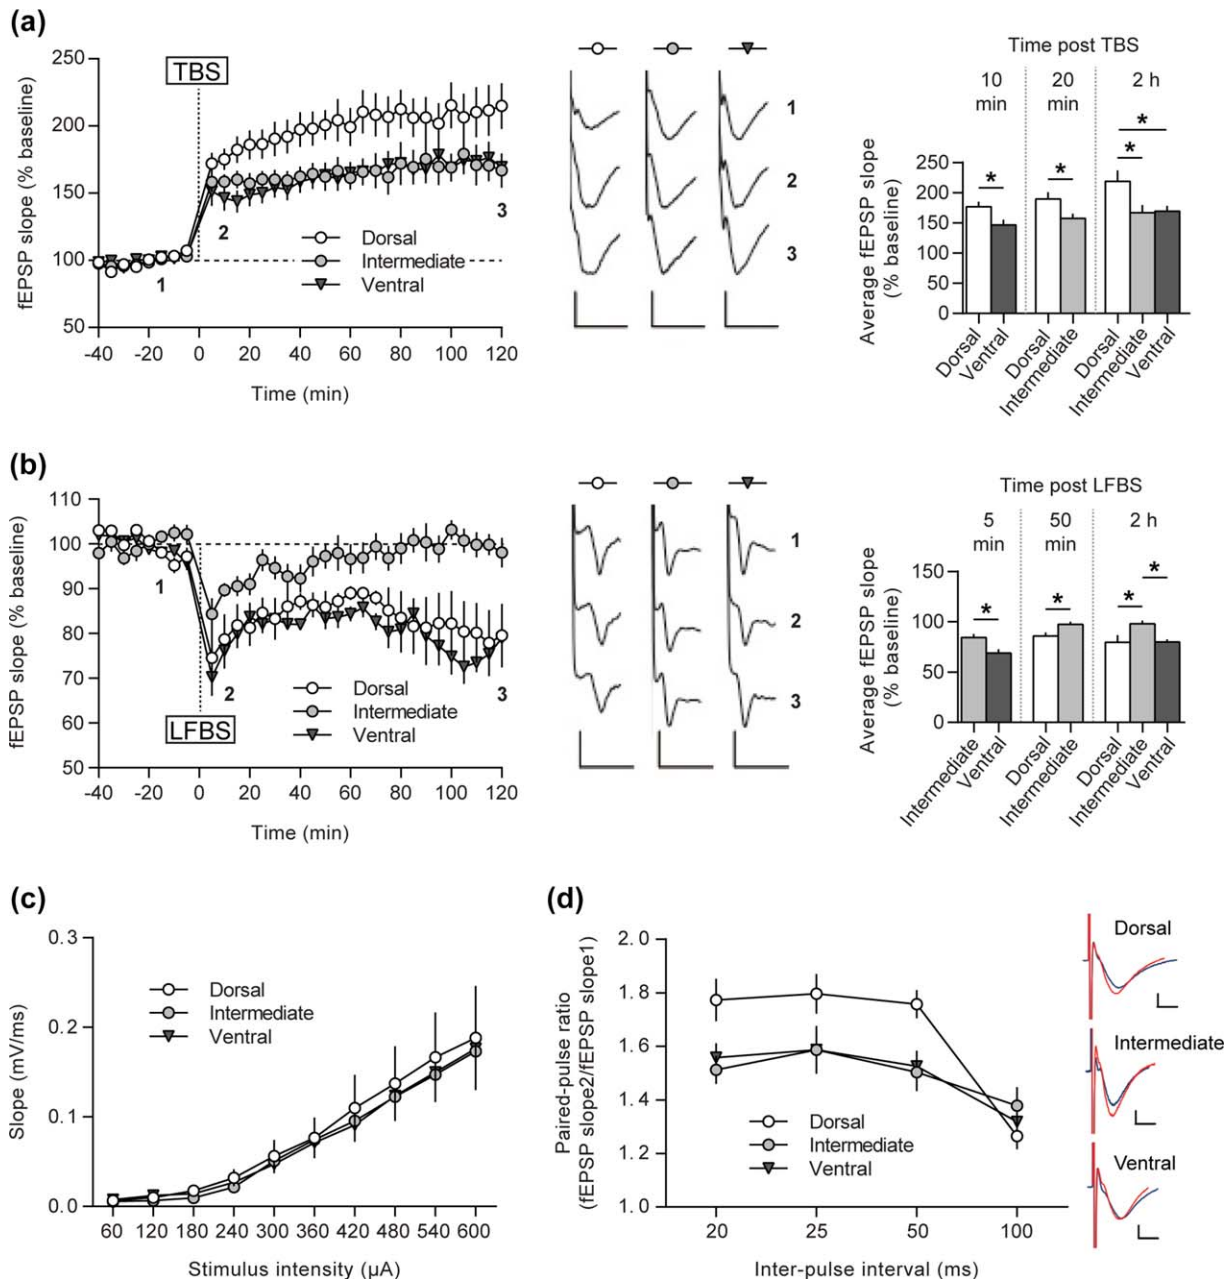 (a)
fEPSP slope (% baseline)
250
200
150
100
50
TBS
1
2
3
Dorsal
Intermediate
Ventral
-40 -20 0 20 40 60 80 100 120
Time (min)
1
2
3
Time post TBS
10 min
20 min
2 h
* * * *
Average fEPSP slope
(% baseline)
250
200
150
100
50
0
Dorsal
Ventral
Dorsal
Intermediate
Dorsal
Intermediate
Ventral
(b)
fEPSP slope (% baseline)
110
100
90
80
70
60
50
1
2
3
LFBS
Dorsal
Intermediate
Ventral
-40 -20 0 20 40 60 80 100 120
Time (min)
1
2
3
Time post LFBS
5 min
50 min
2 h
* * * *
Average fEPSP slope
(% baseline)
150
100
50
0
Intermediate
Ventral
Dorsal
Intermediate
Dorsal
Intermediate
Ventral
(c)
Slope (mV/ms)
0.3
0.2
0.1
0.0
Dorsal
Intermediate
Ventral
60 120 180 240 300 360 420 480 540 600
Stimulus intensity (µA)
(d)
Paired-pulse ratio
(fEPSP slope2/fEPSP slope1)
2.0
1.8
1.6
1.4
1.2
1.0
Dorsal
Intermediate
Ventral
20 25 50 100
Inter-pulse interval (ms)
Dorsal
Intermediate
Ventral